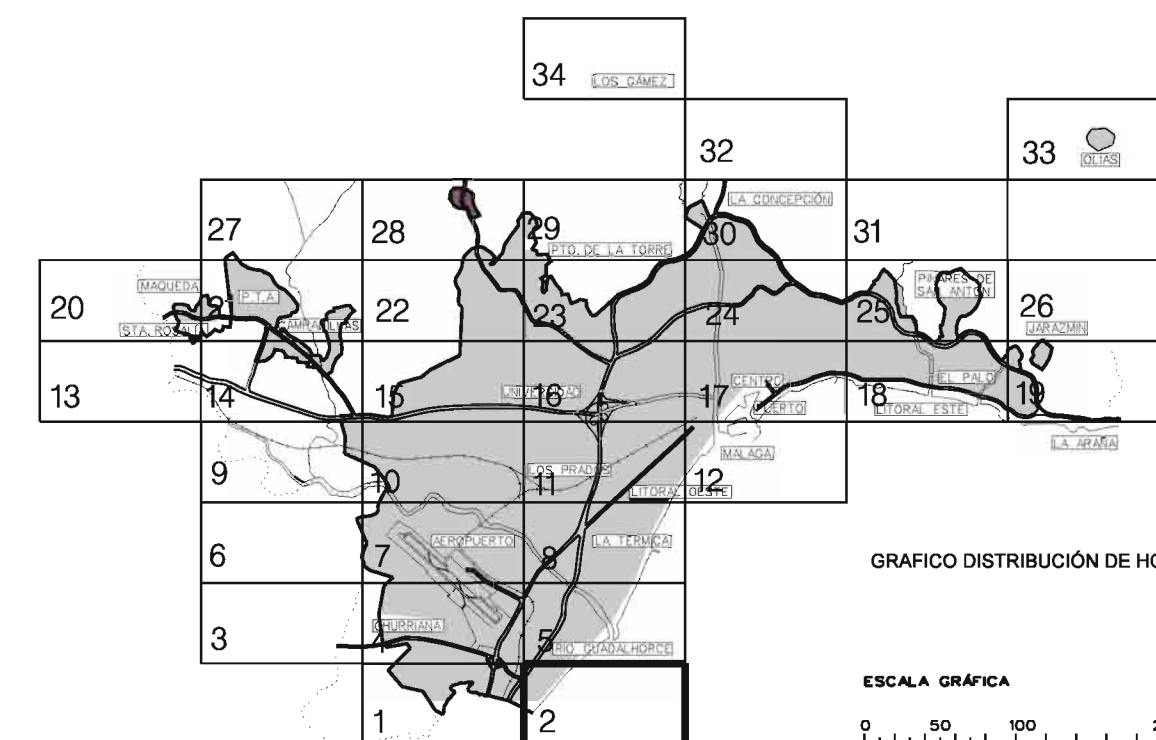 34 LOS GÁMEZ
32
33 OLIAS
LA CONCEPCIÓN
27 28 29 30 31
PTO. DE LA TORRE
MAQUEDA
P.T.A.
PINARES DE
SAN ANTÓN
20 21 22 23 24 25 26
STA. ROSALIA
CAMPANILLAS
JARAZMIN
CENTRO
EL PALO
UNIVERSIDAD
13 14 15 16 17 18 19
PUERTO
LITORAL ESTE
LA ARAÑA
MALAGA
9 10 11 12
LOS PRADOS
LITORAL OESTE
AEROPUERTO
LA TERMICA
6 7 8
GRAFICO DISTRIBUCIÓN DE HO
CHURRIANA
3 4 5
RIO GUADALHORCE
ESCALA GRÁFICA
1 2
0 50 100 2